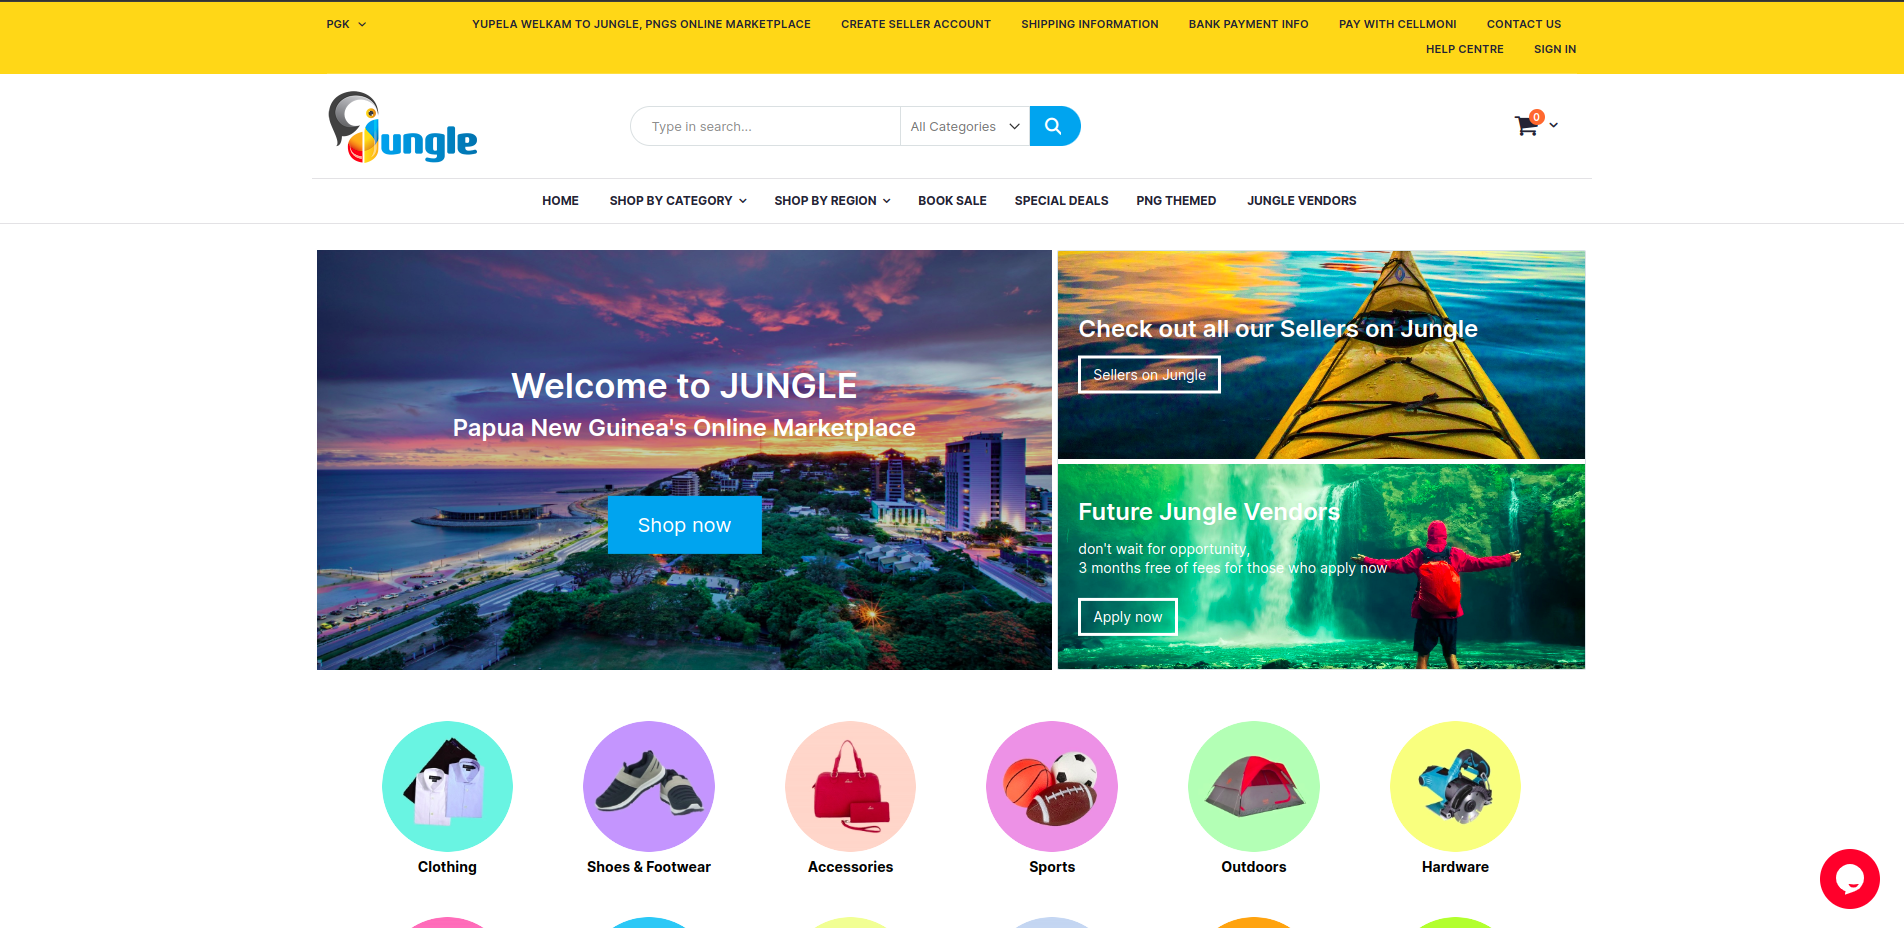 PGK
YUPELA WELKAM TO JUNGLE, PNGS ONLINE MARKETPLACE
CREATE SELLER ACCOUNT
SHIPPING INFORMATION
BANK PAYMENT INFO
PAY WITH CELLMONI
CONTACT US
HELP CENTRE
SIGN IN
Jungle
Type in search...
All Categories
0
HOME
SHOP BY CATEGORY
SHOP BY REGION
BOOK SALE
SPECIAL DEALS
PNG THEMED
JUNGLE VENDORS
Welcome to JUNGLE
Papua New Guinea's Online Marketplace
Shop now
Check out all our Sellers on Jungle
Sellers on Jungle
Future Jungle Vendors
don't wait for opportunity,
3 months free of fees for those who apply now
Apply now
Clothing
Shoes & Footwear
Accessories
Sports
Outdoors
Hardware